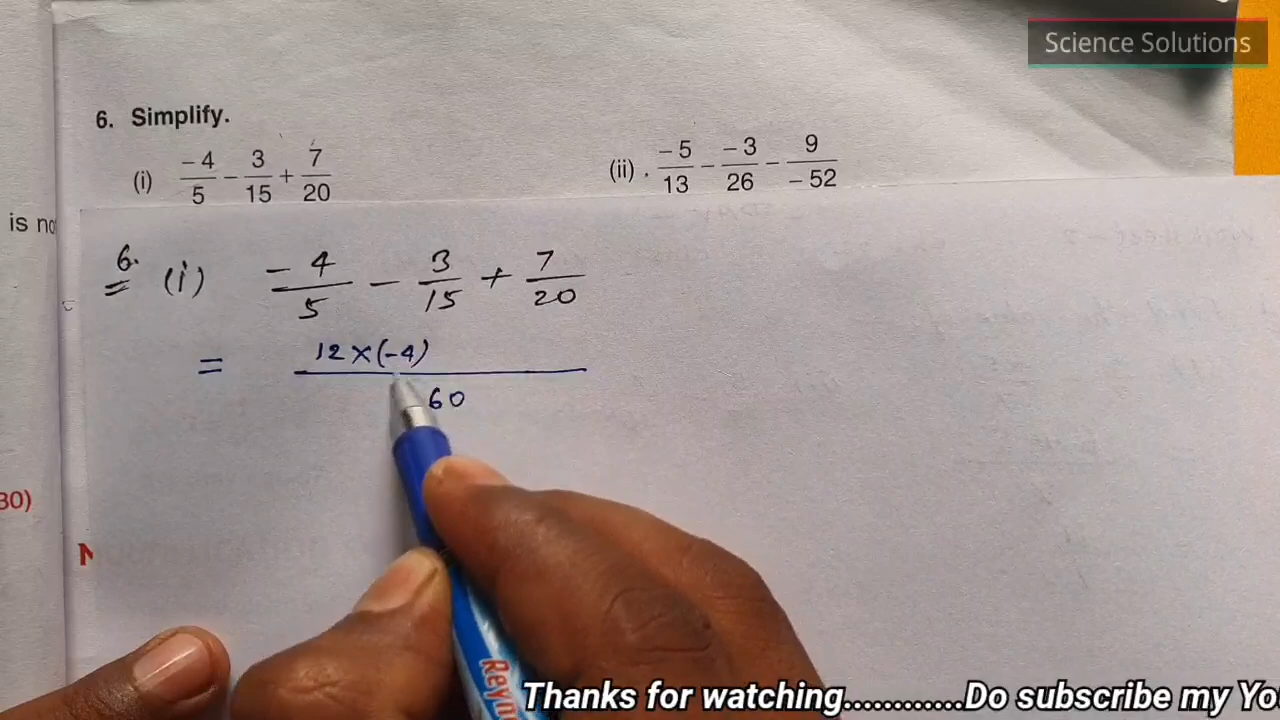 Science Solutions
6. Simplify.
(i) -4/5 - 3/15 + 7/20
(ii) . -5/13 - -3/26 - 9/-52
is no
6. (i) -4/5 - 3/15 + 7/20
= 12×(-4)/60
30)
N
Reyn
Thanks for watching............Do subscribe my Yo